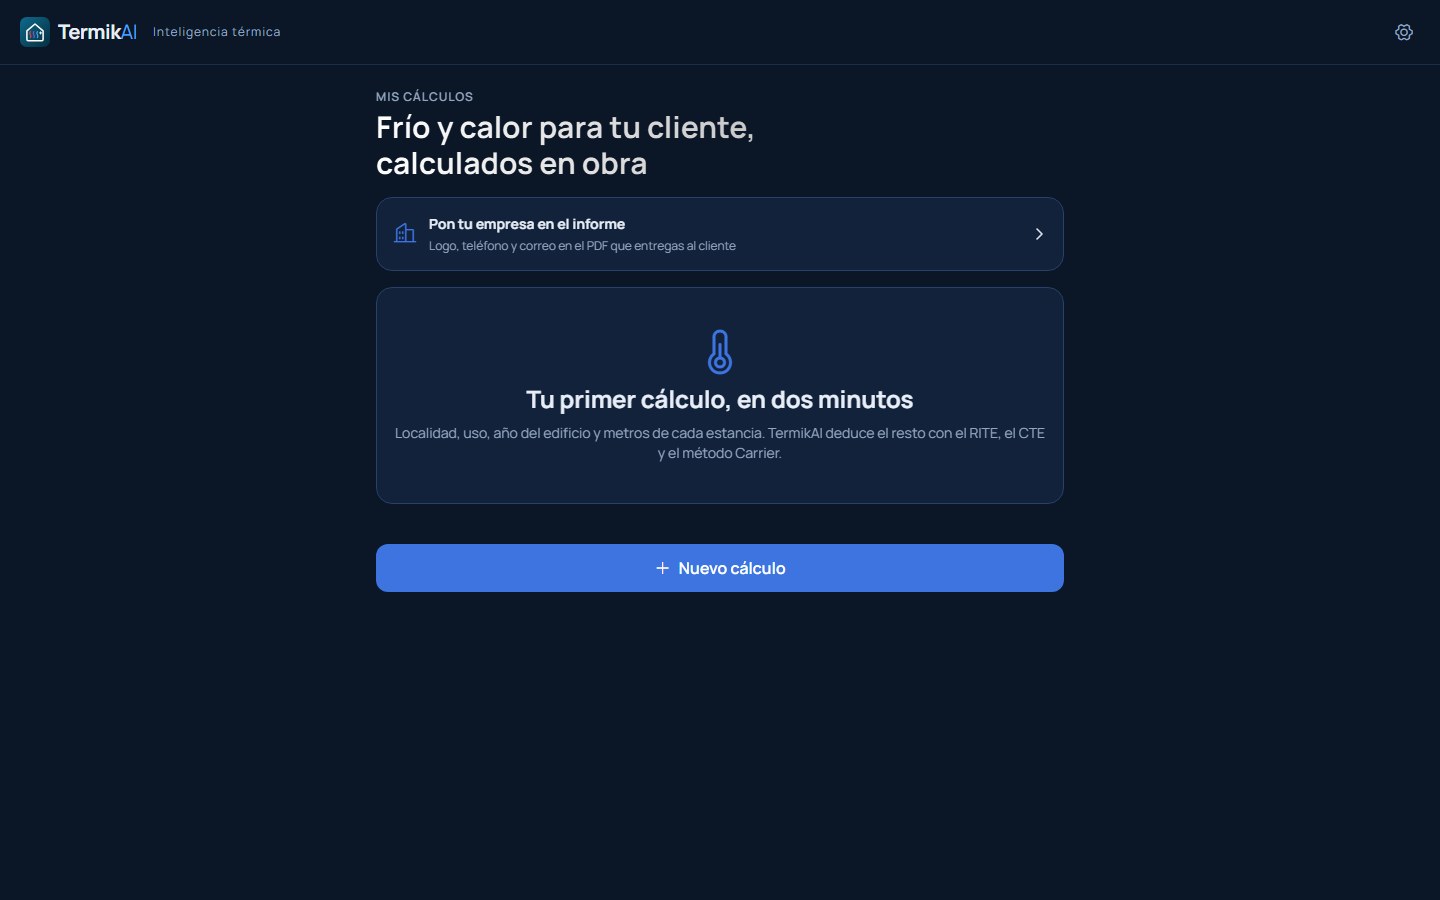 TermikAI Inteligencia térmica
MIS CÁLCULOS
Frío y calor para tu cliente,
calculados en obra
Pon tu empresa en el informe
Logo, teléfono y correo en el PDF que entregas al cliente
Tu primer cálculo, en dos minutos
Localidad, uso, año del edificio y metros de cada estancia. TermikAI deduce el resto con el RITE, el CTE
y el método Carrier.
Nuevo cálculo